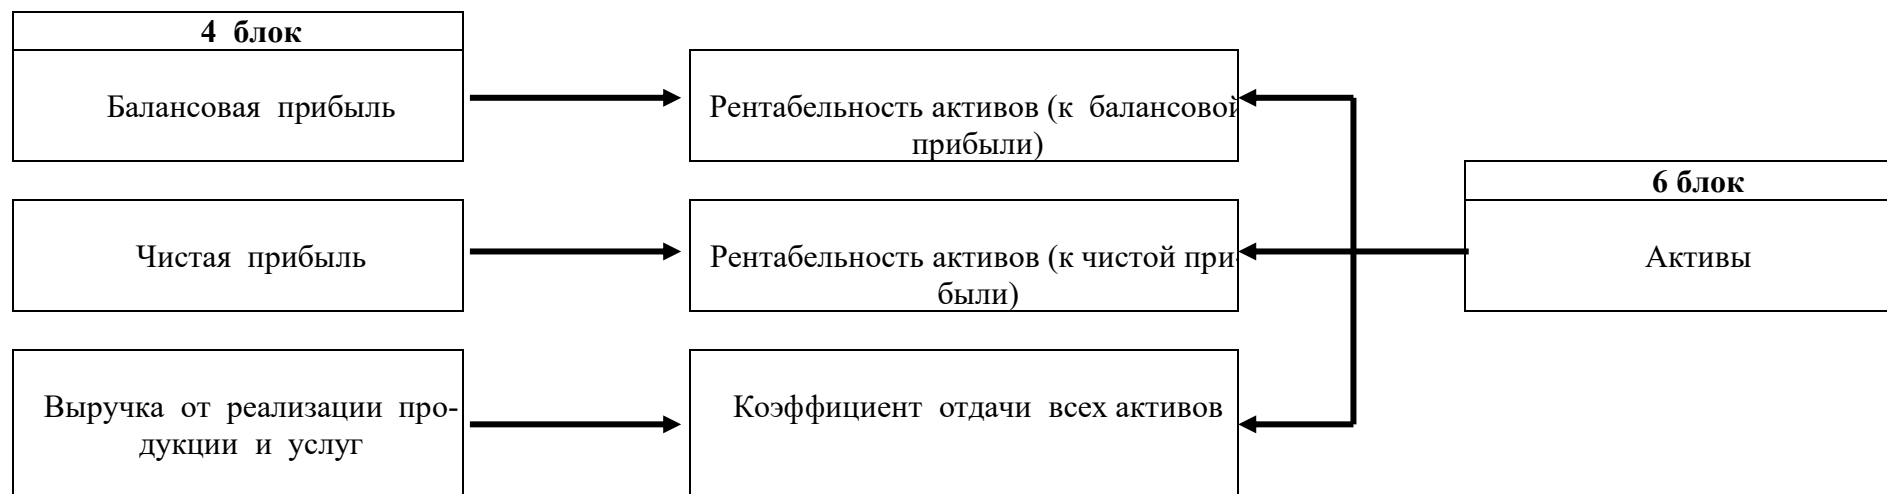 4 блок
Балансовая прибыль
Рентабельность активов (к балансовой
прибыли)
6 блок
Чистая прибыль
Рентабельность активов (к чистой при-
были)
Активы
Выручка от реализации про-
дукции и услуг
Коэффициент отдачи всех активов